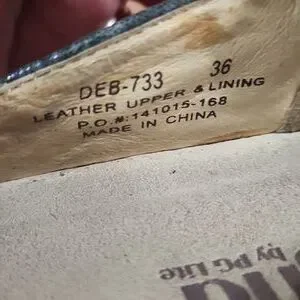 DEB-733 36
LEATHER UPPER & LINING
P.O.#:141015-168
MADE IN CHINA
by PG Lite